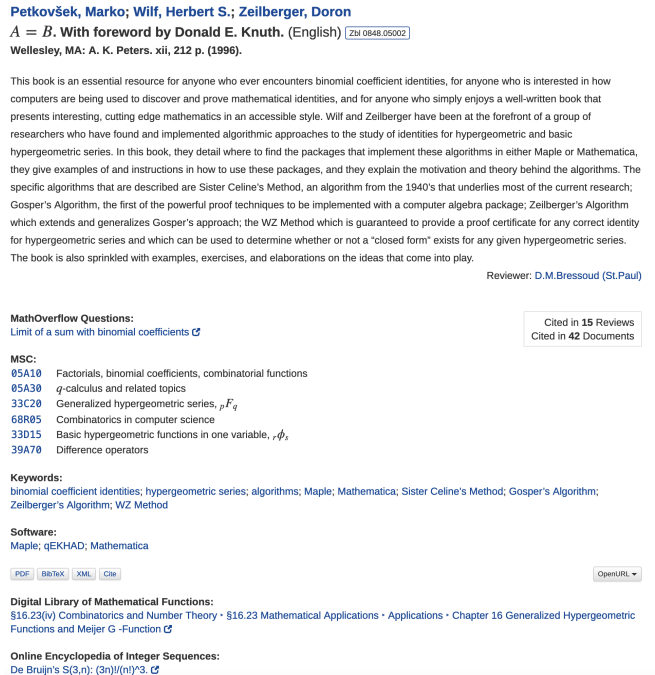 Petkovšek, Marko; Wilf, Herbert S.; Zeilberger, Doron
A = B. With foreword by Donald E. Knuth. (English) Zbl 0848.05002
Wellesley, MA: A. K. Peters. xii, 212 p. (1996).
This book is an essential resource for anyone who ever encounters binomial coefficient identities, for anyone who is interested in how
computers are being used to discover and prove mathematical identities, and for anyone who simply enjoys a well-written book that
presents interesting, cutting edge mathematics in an accessible style. Wilf and Zeilberger have been at the forefront of a group of
researchers who have found and implemented algorithmic approaches to the study of identities for hypergeometric and basic
hypergeometric series. In this book, they detail where to find the packages that implement these algorithms in either Maple or Mathematica,
they give examples of and instructions in how to use these packages, and they explain the motivation and theory behind the algorithms. The
specific algorithms that are described are Sister Celine's Method, an algorithm from the 1940's that underlies most of the current research;
Gosper's Algorithm, the first of the powerful proof techniques to be implemented with a computer algebra package; Zeilberger's Algorithm
which extends and generalizes Gosper's approach; the WZ Method which is guaranteed to provide a proof certificate for any correct identity
for hypergeometric series and which can be used to determine whether or not a “closed form” exists for any given hypergeometric series.
The book is also sprinkled with examples, exercises, and elaborations on the ideas that come into play.
Reviewer: D.M.Bressoud (St.Paul)
MathOverflow Questions:
Limit of a sum with binomial coefficients
Cited in 15 Reviews
Cited in 42 Documents
MSC:
05A10 Factorials, binomial coefficients, combinatorial functions
05A30 q-calculus and related topics
33C20 Generalized hypergeometric series, pFq
68R05 Combinatorics in computer science
33D15 Basic hypergeometric functions in one variable, rϕs
39A70 Difference operators
Keywords:
binomial coefficient identities; hypergeometric series; algorithms; Maple; Mathematica; Sister Celine's Method; Gosper's Algorithm;
Zeilberger's Algorithm; WZ Method
Software:
Maple; qEKHAD; Mathematica
PDF BibTeX XML Cite OpenURL
Digital Library of Mathematical Functions:
§16.23(iv) Combinatorics and Number Theory ‣ §16.23 Mathematical Applications ‣ Applications ‣ Chapter 16 Generalized Hypergeometric
Functions and Meijer G -Function
Online Encyclopedia of Integer Sequences:
De Bruijn's S(3,n): (3n)!/(n!)^3.